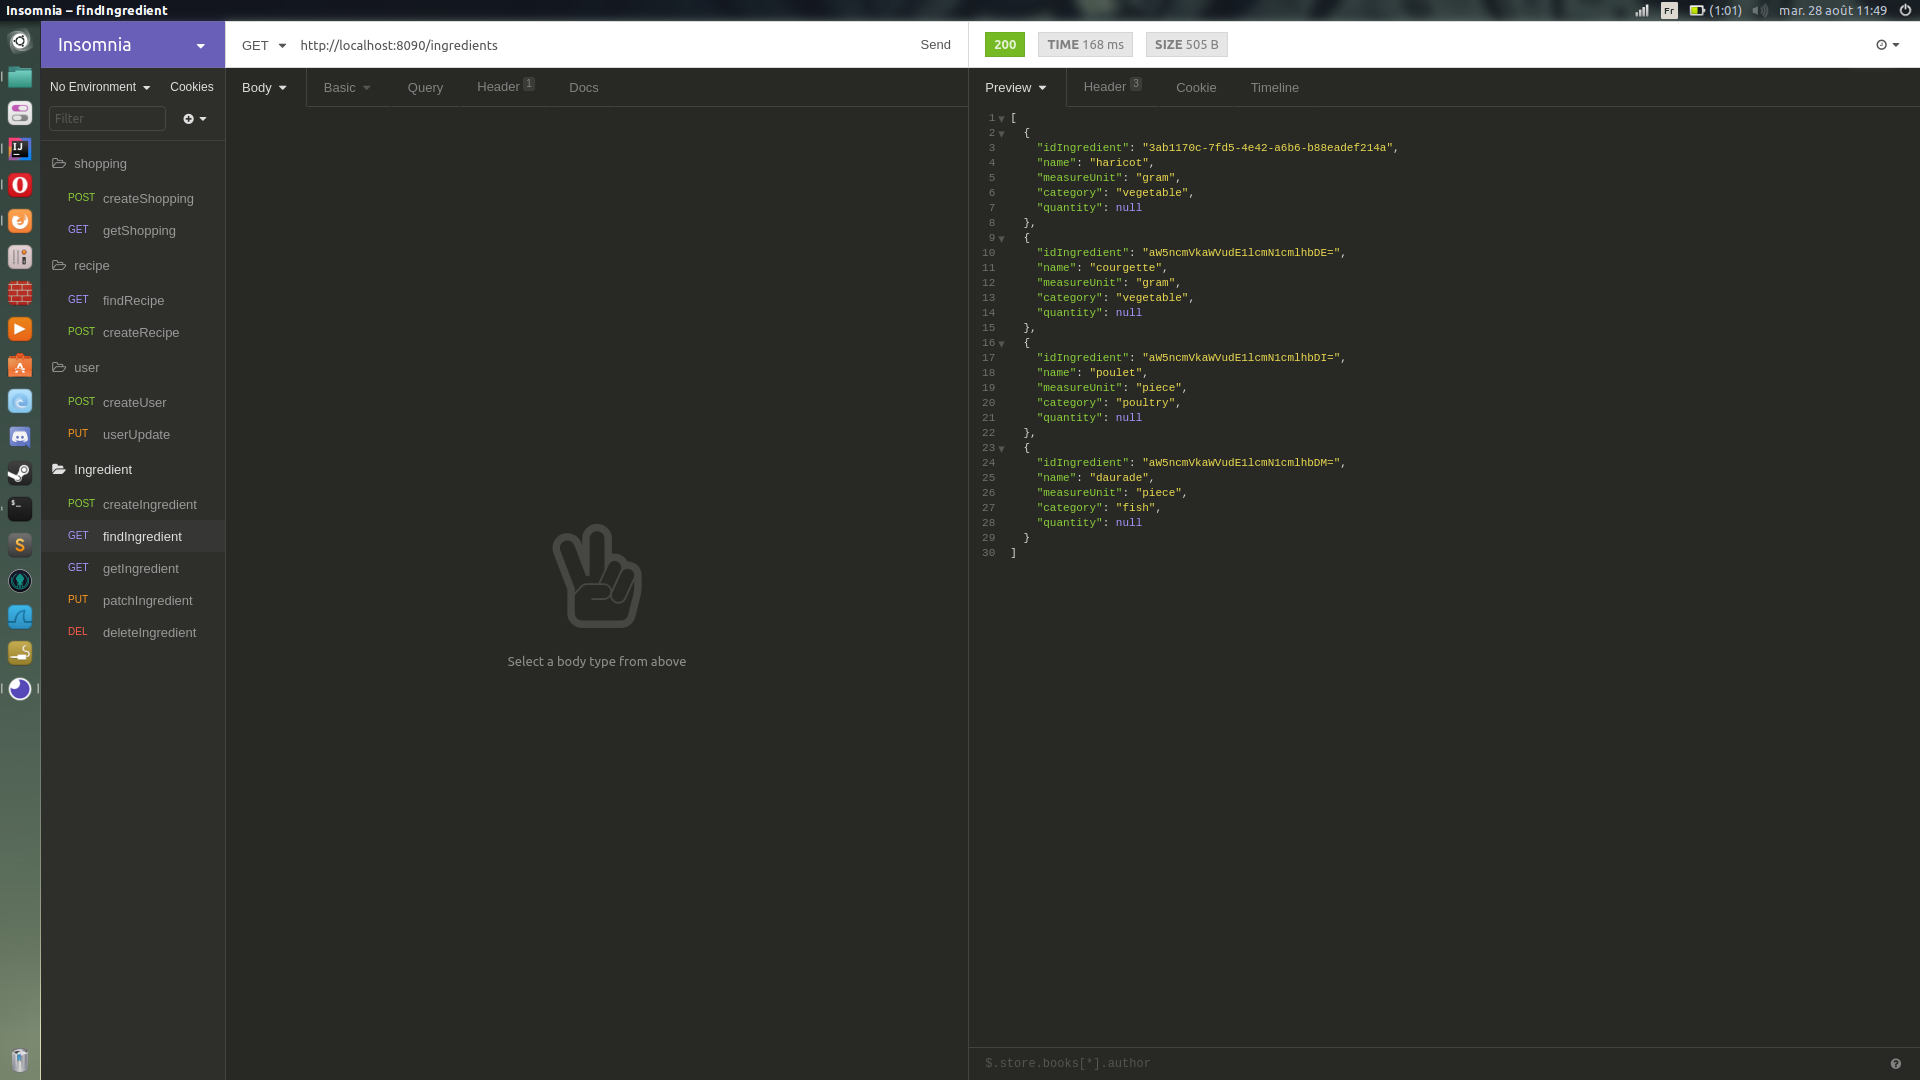 Insomnia – findIngredient
Fr (1:01) mar. 28 août 11:49
Insomnia
GET http://localhost:8090/ingredients Send
200 TIME 168 ms SIZE 505 B
No Environment Cookies
Filter
shopping
POST createShopping
GET getShopping
recipe
GET findRecipe
POST createRecipe
user
POST createUser
PUT userUpdate
Ingredient
POST createIngredient
GET findIngredient
GET getIngredient
PUT patchIngredient
DEL deleteIngredient
Body Basic Query Header 1 Docs
Select a body type from above
Preview Header 3 Cookie Timeline
1 [
2 {
3 "idIngredient": "3ab1170c-7fd5-4e42-a6b6-b88eadef214a",
4 "name": "haricot",
5 "measureUnit": "gram",
6 "category": "vegetable",
7 "quantity": null
8 },
9 {
10 "idIngredient": "aW5ncmVkaWVudE1lcmN1cmlhbDE=",
11 "name": "courgette",
12 "measureUnit": "gram",
13 "category": "vegetable",
14 "quantity": null
15 },
16 {
17 "idIngredient": "aW5ncmVkaWVudE1lcmN1cmlhbDI=",
18 "name": "poulet",
19 "measureUnit": "piece",
20 "category": "poultry",
21 "quantity": null
22 },
23 {
24 "idIngredient": "aW5ncmVkaWVudE1lcmN1cmlhbDM=",
25 "name": "daurade",
26 "measureUnit": "piece",
27 "category": "fish",
28 "quantity": null
29 }
30 ]
$.store.books[*].author